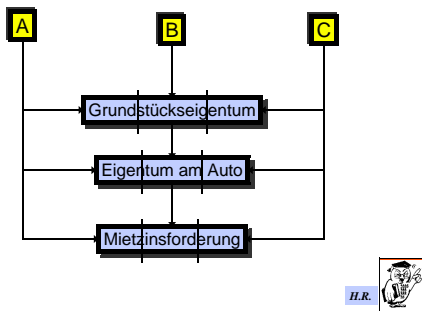 A B C
Grundstückseigentum
Eigentum am Auto
Mietzinsforderung
H.R.